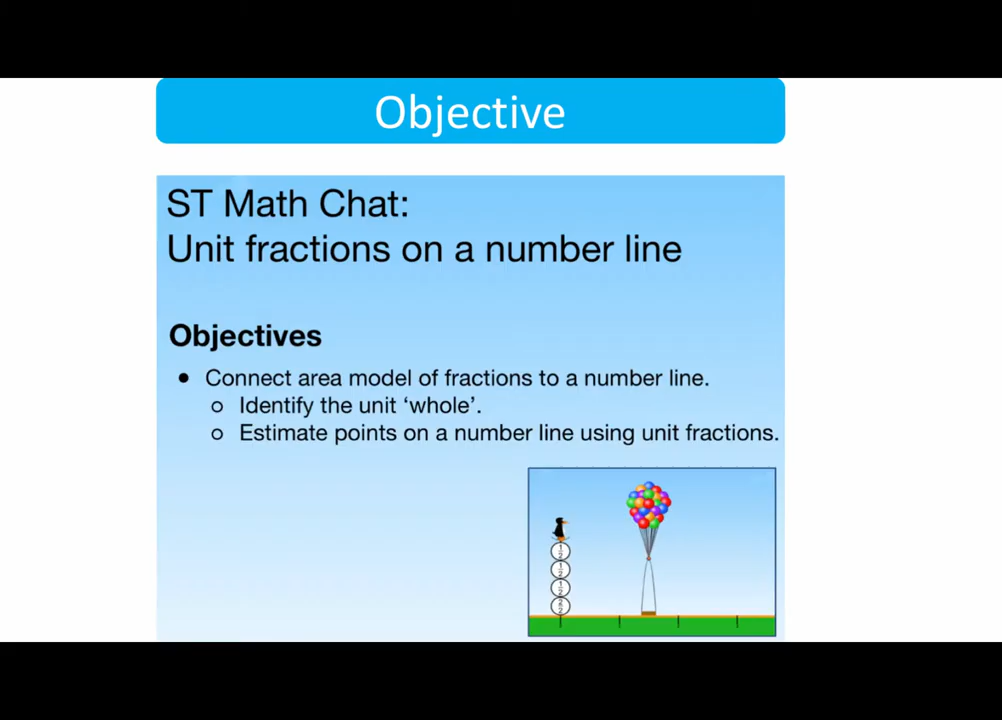 Objective
ST Math Chat:
Unit fractions on a number line
Objectives
● Connect area model of fractions to a number line.
○ Identify the unit ‘whole’.
○ Estimate points on a number line using unit fractions.